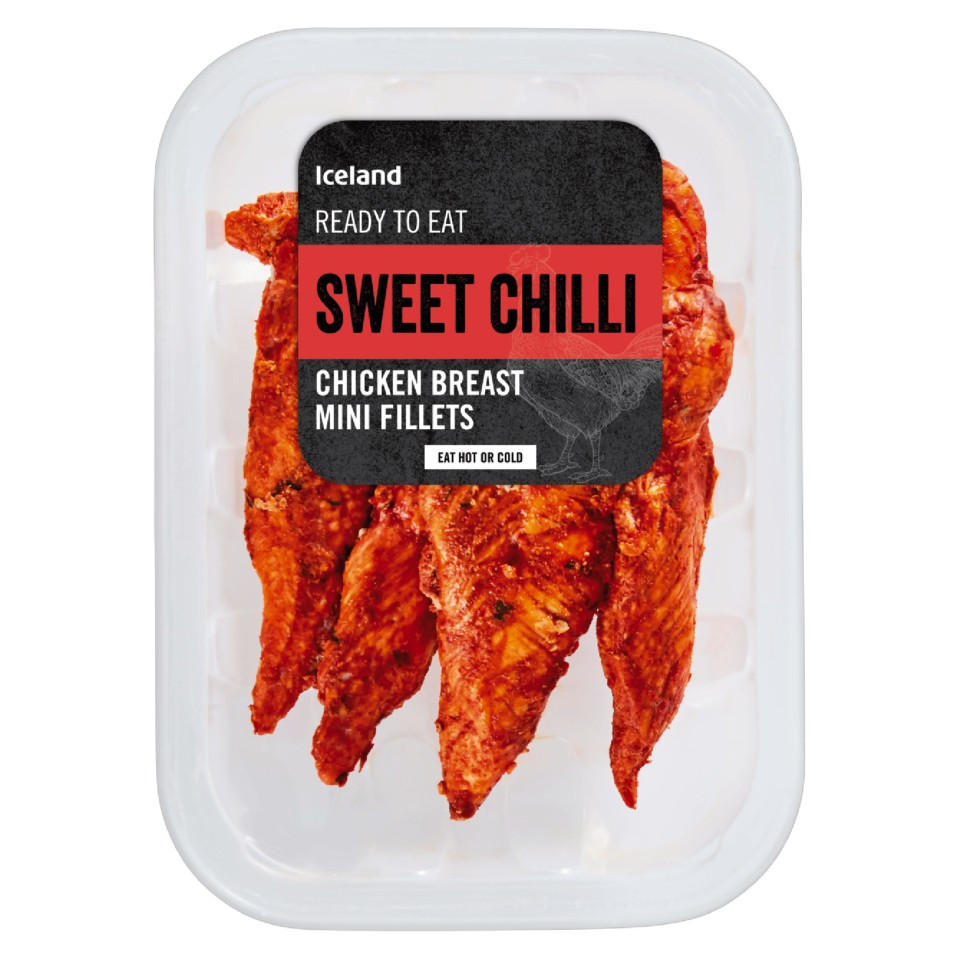 Iceland
READY TO EAT
SWEET CHILLI
CHICKEN BREAST
MINI FILLETS
EAT HOT OR COLD